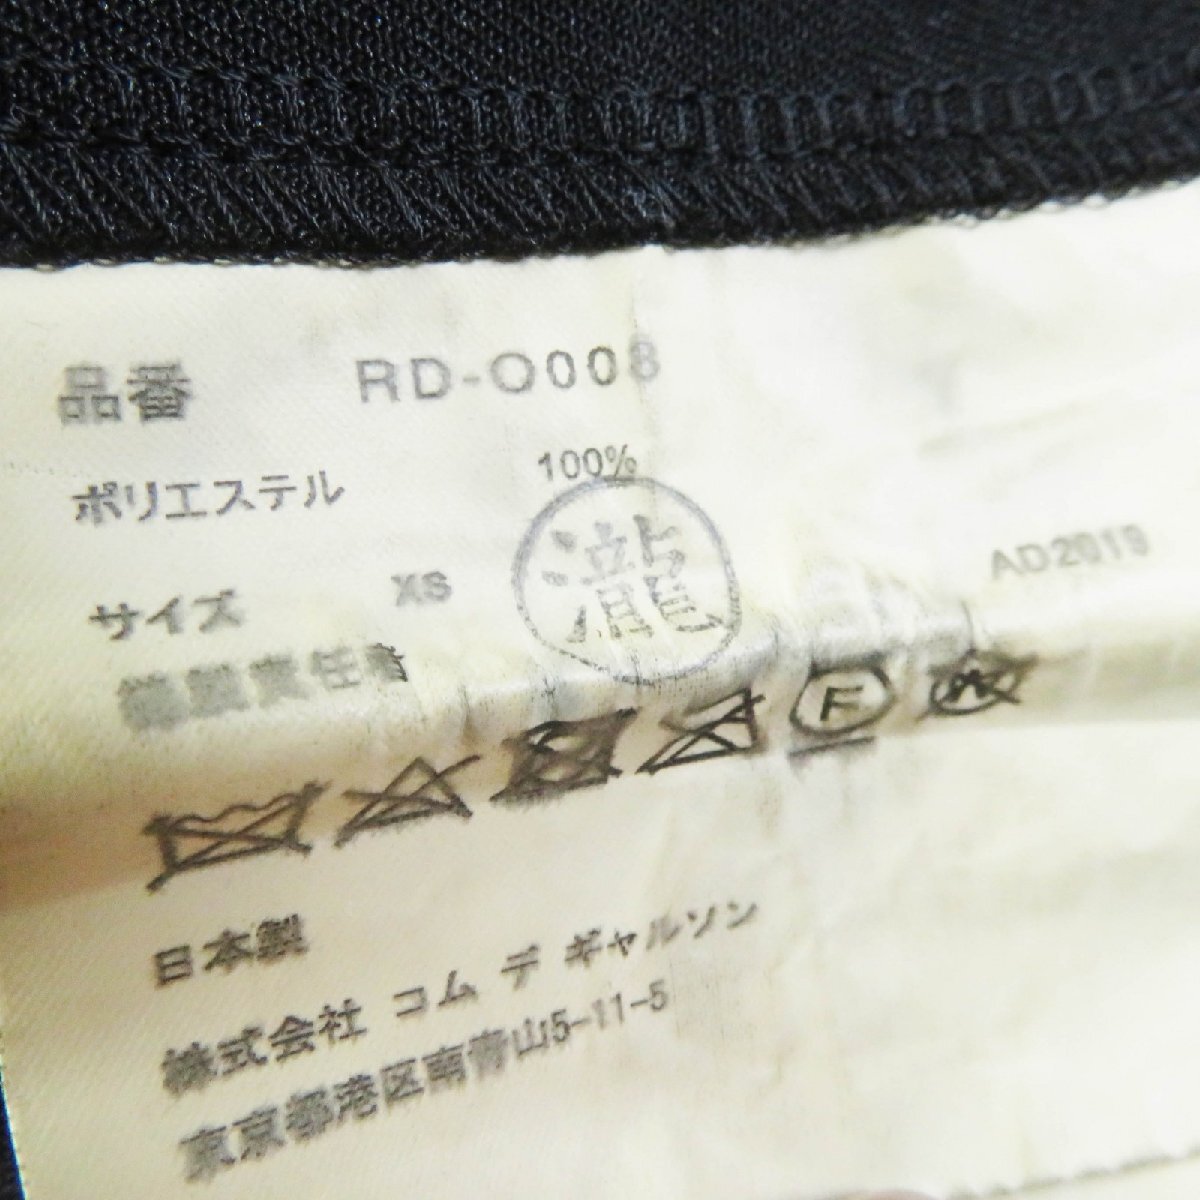 品番 RD-O008
ポリエステル 100%
サイズ XS
瀧
AD2019
縫製責任者
F
W
日本製
株式会社 コム デ ギャルソン
東京都港区南青山5-11-5